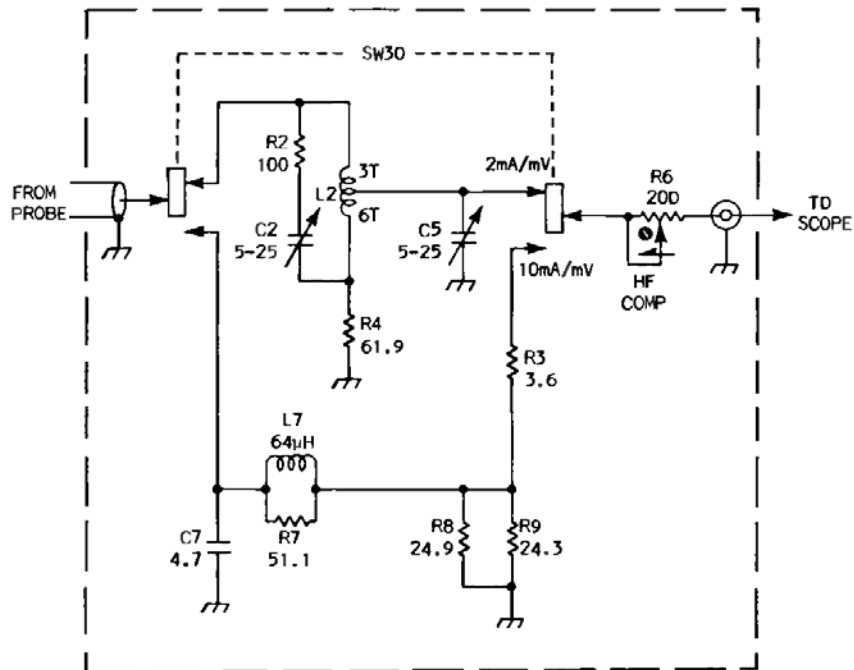 SW30
FROM
PROBE
R2
100
3T
L2
6T
C2
5-25
R4
61.9
2mA/mV
C5
5-25
10mA/mV
R6
20D
HF
COMP
TD
SCOPE
R3
3.6
L7
64μH
C7
4.7
R7
51.1
R8
24.9
R9
24.3